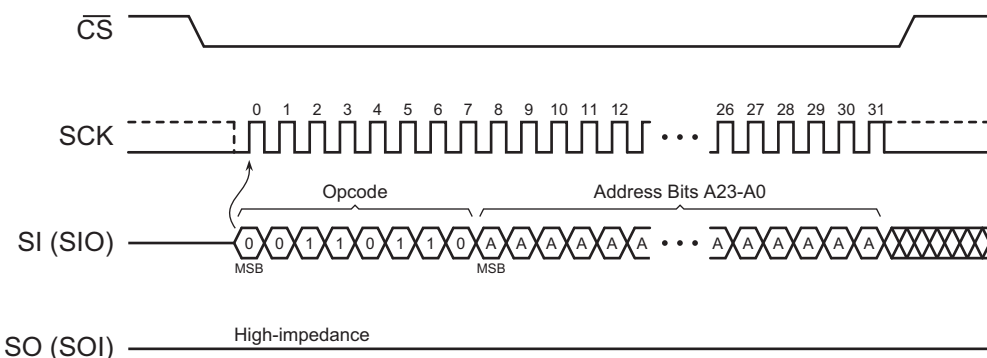 CS
0 1 2 3 4 5 6 7 8 9 10 11 12 26 27 28 29 30 31
SCK
Opcode Address Bits A23-A0
SI (SIO) 0 0 1 1 0 1 1 0 A A A A A A A A A A A A
MSB MSB
High-impedance
SO (SOI)